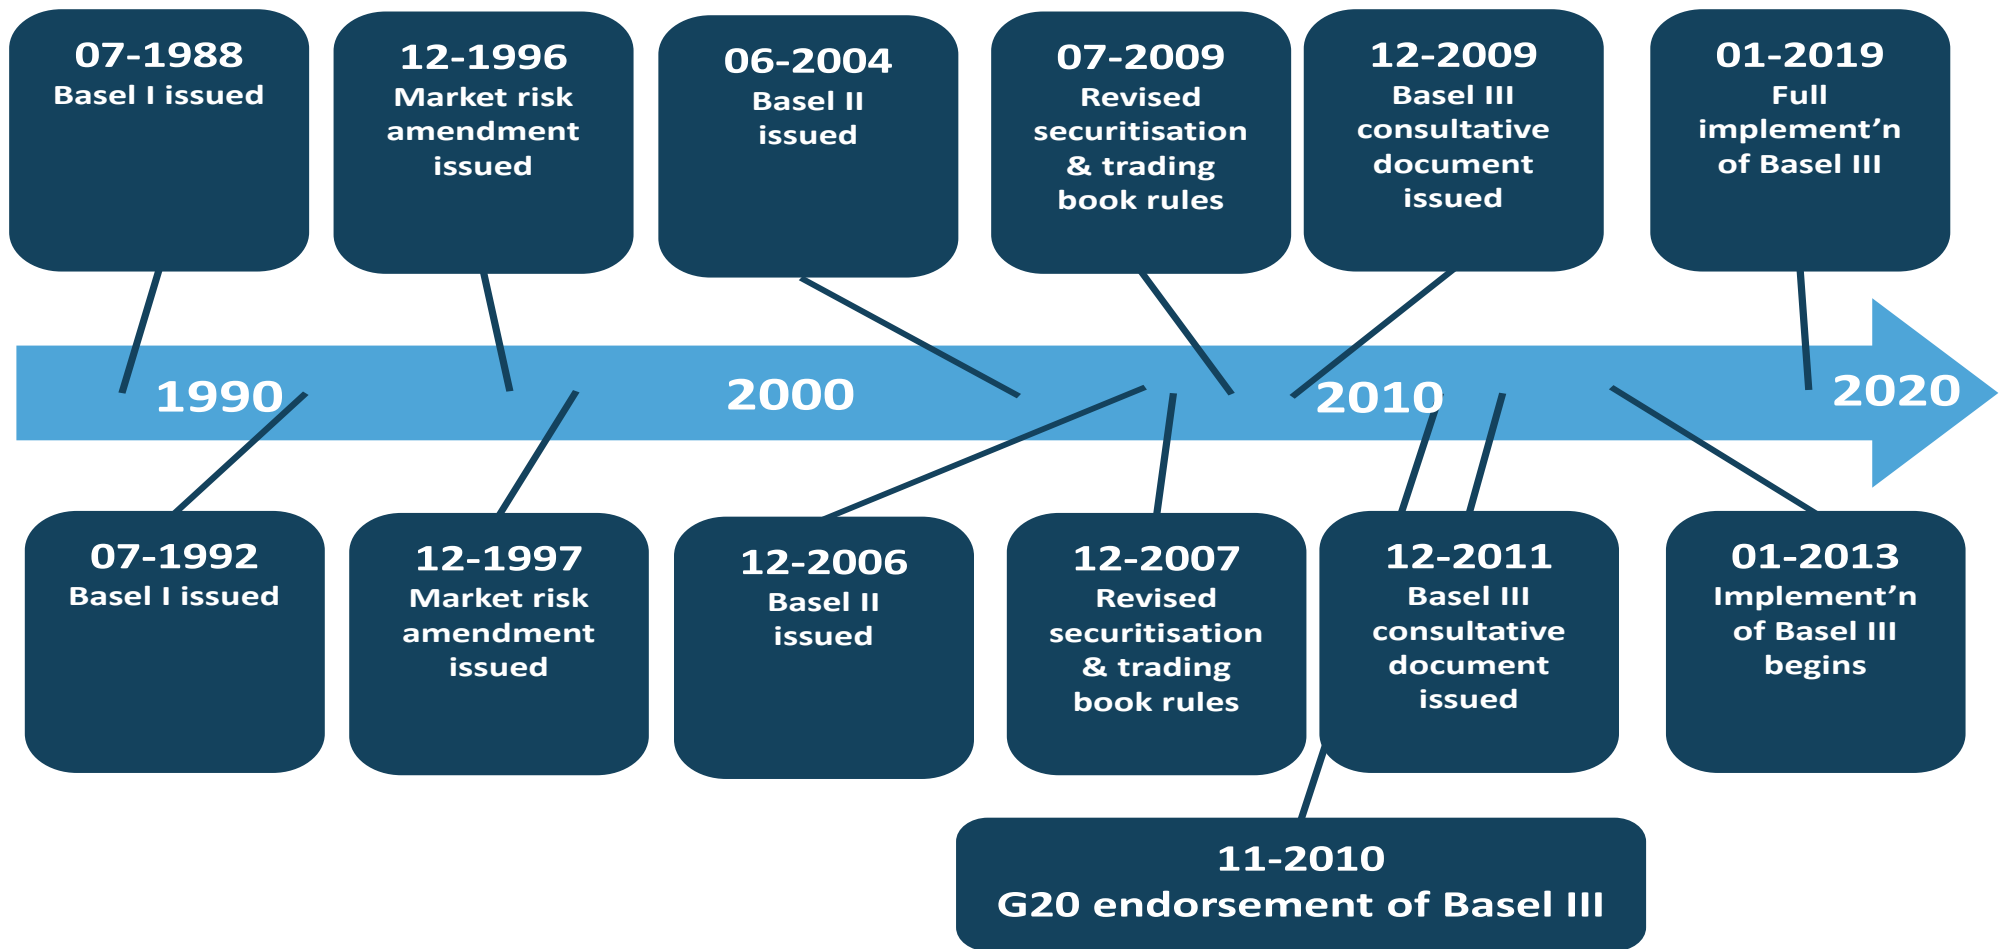 07-1988
Basel I issued
12-1996
Market risk
amendment
issued
06-2004
Basel II
issued
07-2009
Revised
securitisation
& trading
book rules
12-2009
Basel III
consultative
document
issued
01-2019
Full
implement’n
of Basel III
1990
2000
2010
2020
07-1992
Basel I issued
12-1997
Market risk
amendment
issued
12-2006
Basel II
issued
12-2007
Revised
securitisation
& trading
book rules
12-2011
Basel III
consultative
document
issued
01-2013
Implement’n
of Basel III
begins
11-2010
G20 endorsement of Basel III